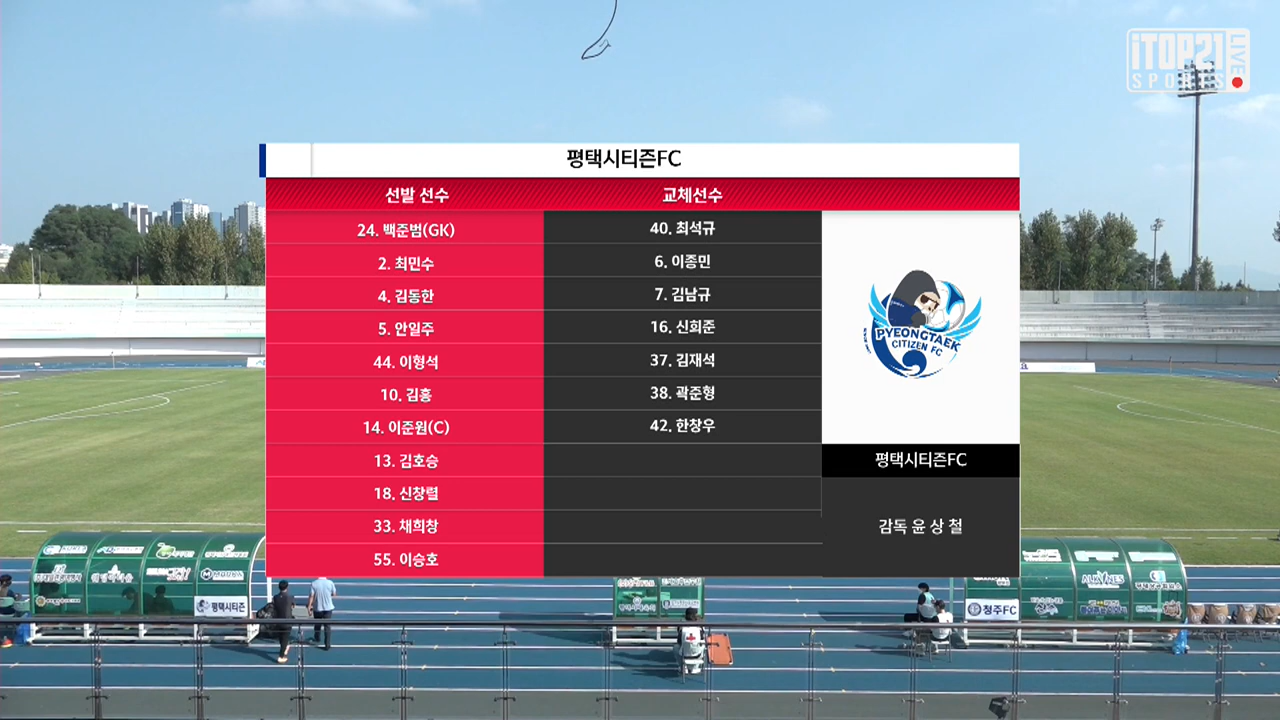 iTOP21
SPORTS
LIVE
평택시티즌FC
선발 선수
교체선수
24. 백준범(GK)
40. 최석규
2. 최민수
6. 이종민
4. 김동한
7. 김남규
5. 안일주
16. 신희준
44. 이형석
37. 김재석
10. 김홍
38. 곽준형
14. 이준원(C)
42. 한창우
13. 김호승
18. 신창렬
33. 채희창
55. 이승호
PYEONGTAEK
CITIZEN FC
평택시티즌FC
감독 윤 상 철
평택시티즌
청주FC